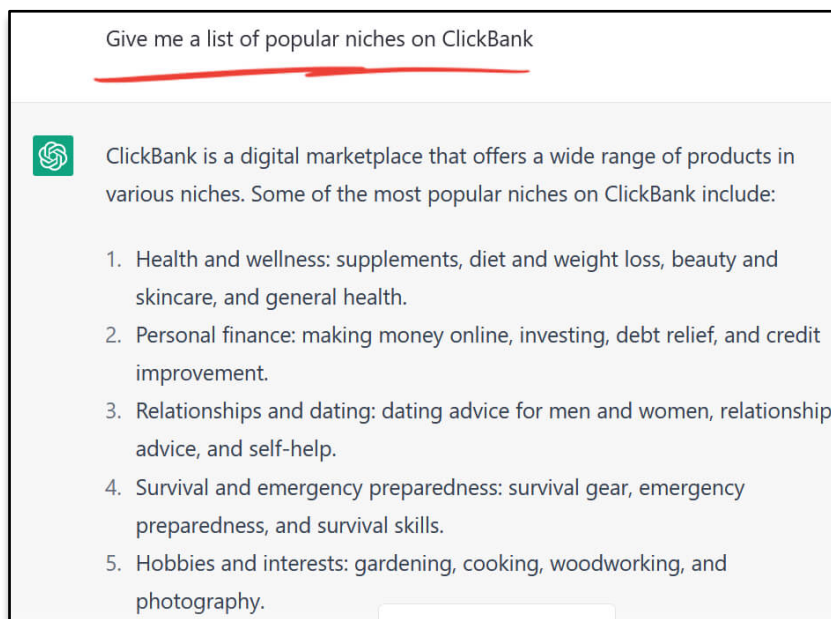 Give me a list of popular niches on ClickBank
ClickBank is a digital marketplace that offers a wide range of products in
various niches. Some of the most popular niches on ClickBank include:
1. Health and wellness: supplements, diet and weight loss, beauty and
skincare, and general health.
2. Personal finance: making money online, investing, debt relief, and credit
improvement.
3. Relationships and dating: dating advice for men and women, relationship
advice, and self-help.
4. Survival and emergency preparedness: survival gear, emergency
preparedness, and survival skills.
5. Hobbies and interests: gardening, cooking, woodworking, and
photography.